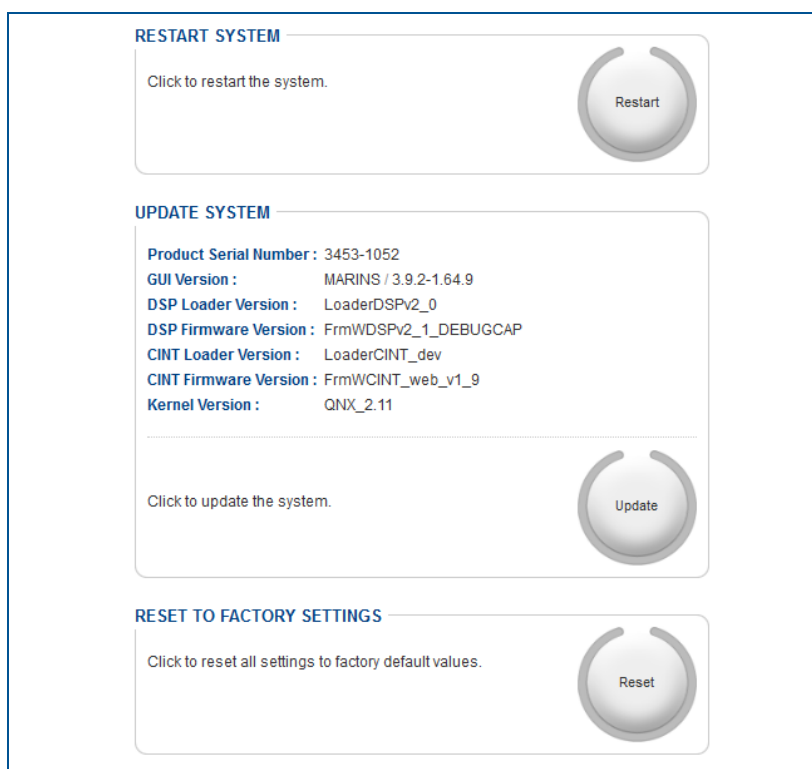 RESTART SYSTEM
Click to restart the system.
Restart
UPDATE SYSTEM
Product Serial Number : 3453-1052
GUI Version : MARINS / 3.9.2-1.64.9
DSP Loader Version : LoaderDSPv2_0
DSP Firmware Version : FrmWDSPv2_1_DEBUGCAP
CINT Loader Version : LoaderCINT_dev
CINT Firmware Version : FrmWCINT_web_v1_9
Kernel Version : QNX_2.11
Click to update the system.
Update
RESET TO FACTORY SETTINGS
Click to reset all settings to factory default values.
Reset